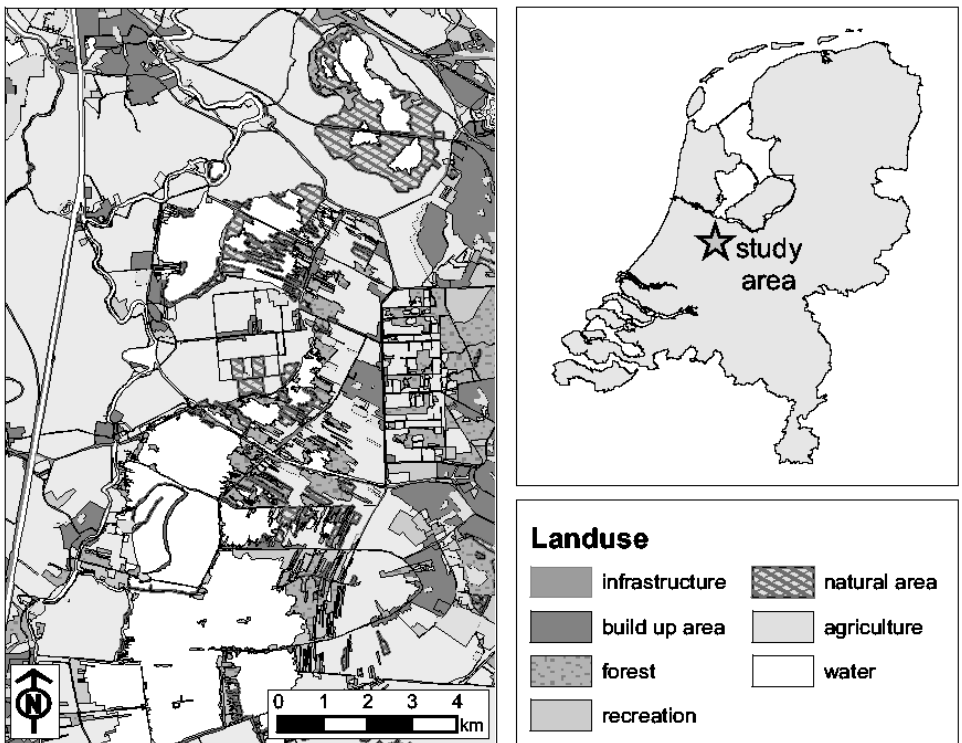 study
area
N
0 1 2 3 4
km
Landuse
infrastructure
build up area
forest
recreation
natural area
agriculture
water